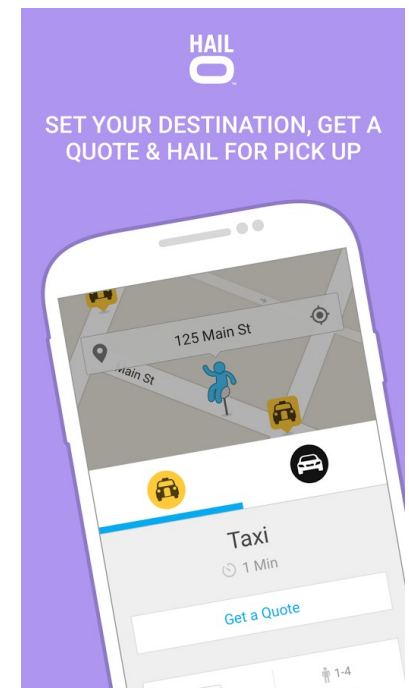 HAIL
O
SET YOUR DESTINATION, GET A
QUOTE & HAIL FOR PICK UP
125 Main St
Main St
Taxi
1 Min
Get a Quote
1-4